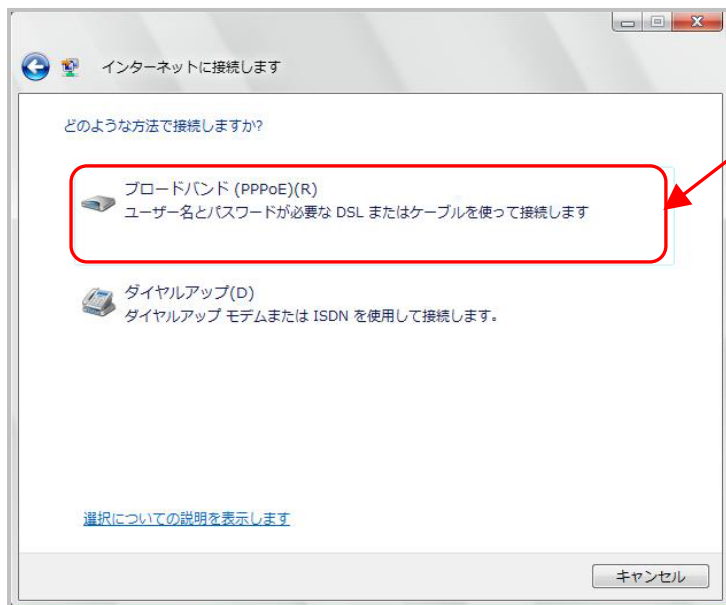 インターネットに接続します
どのような方法で接続しますか?
ブロードバンド (PPPoE)(R)
ユーザー名とパスワードが必要な DSL またはケーブルを使って接続します
ダイヤルアップ(D)
ダイヤルアップ モデムまたは ISDN を使用して接続します。
選択についての説明を表示します
キャンセル